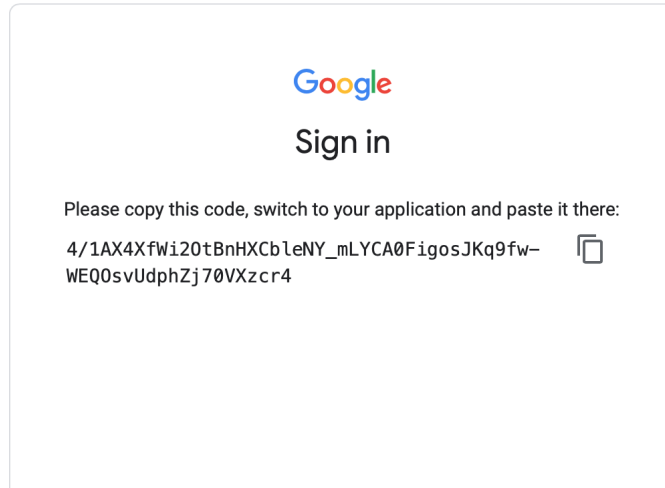 Google
Sign in
Please copy this code, switch to your application and paste it there:
4/1AX4XfWi2OtBnHXCbleNY_mLYCA0FigosJKq9fw-
WEQOsvUdphZj70VXzcr4